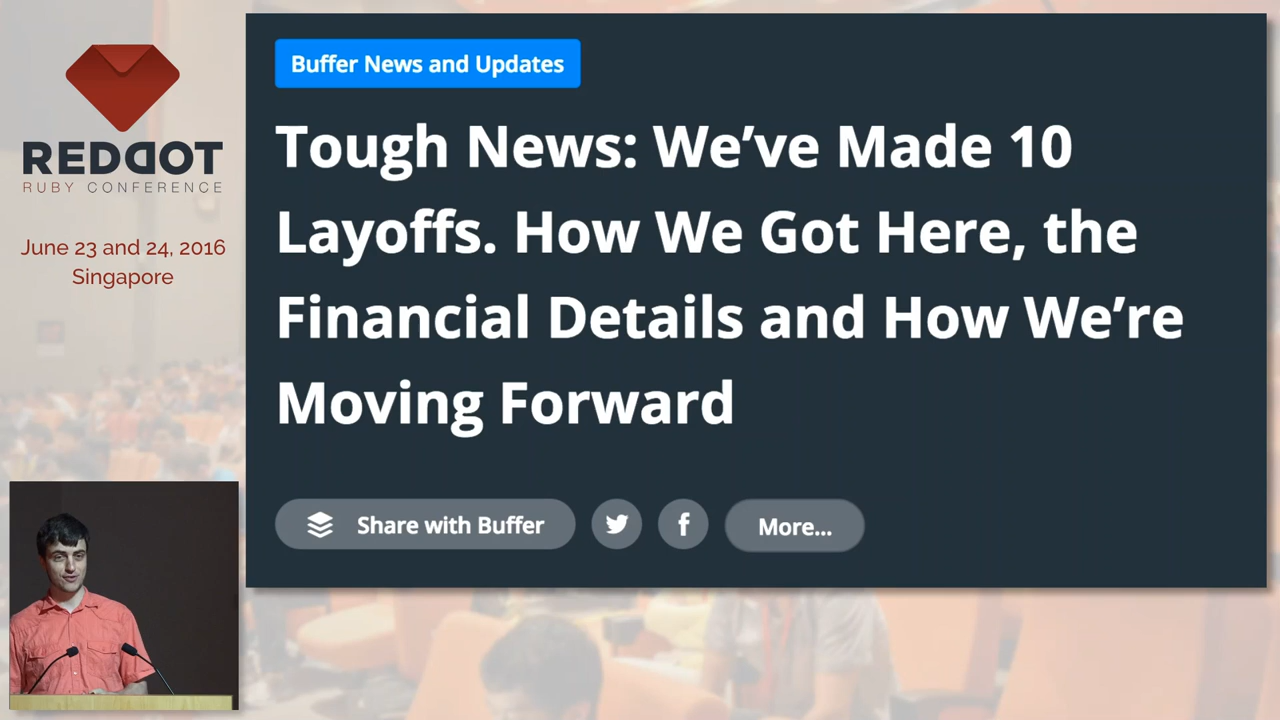 REDDOT
RUBY CONFERENCE
June 23 and 24, 2016
Singapore
Buffer News and Updates
Tough News: We’ve Made 10
Layoffs. How We Got Here, the
Financial Details and How We’re
Moving Forward
Share with Buffer
More...